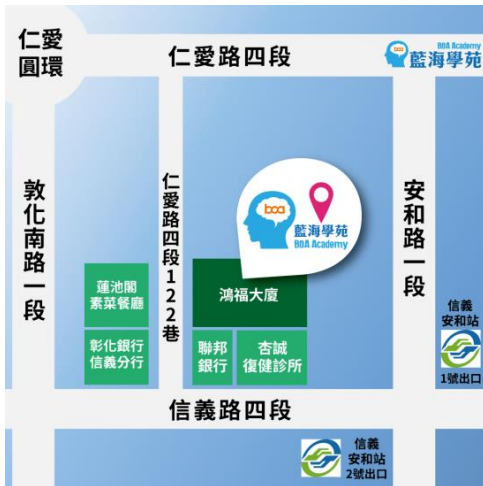 仁愛
圓環
仁愛路四段
BDA Academy
藍海學苑
敦化南路一段
仁愛路四段122巷
安和路一段
bda
藍海學苑
BDA Academy
蓮池閣
素菜餐廳
鴻福大廈
彰化銀行
信義分行
聯邦
銀行
杏誠
復健診所
信義
安和站
1號出口
信義路四段
信義
安和站
2號出口